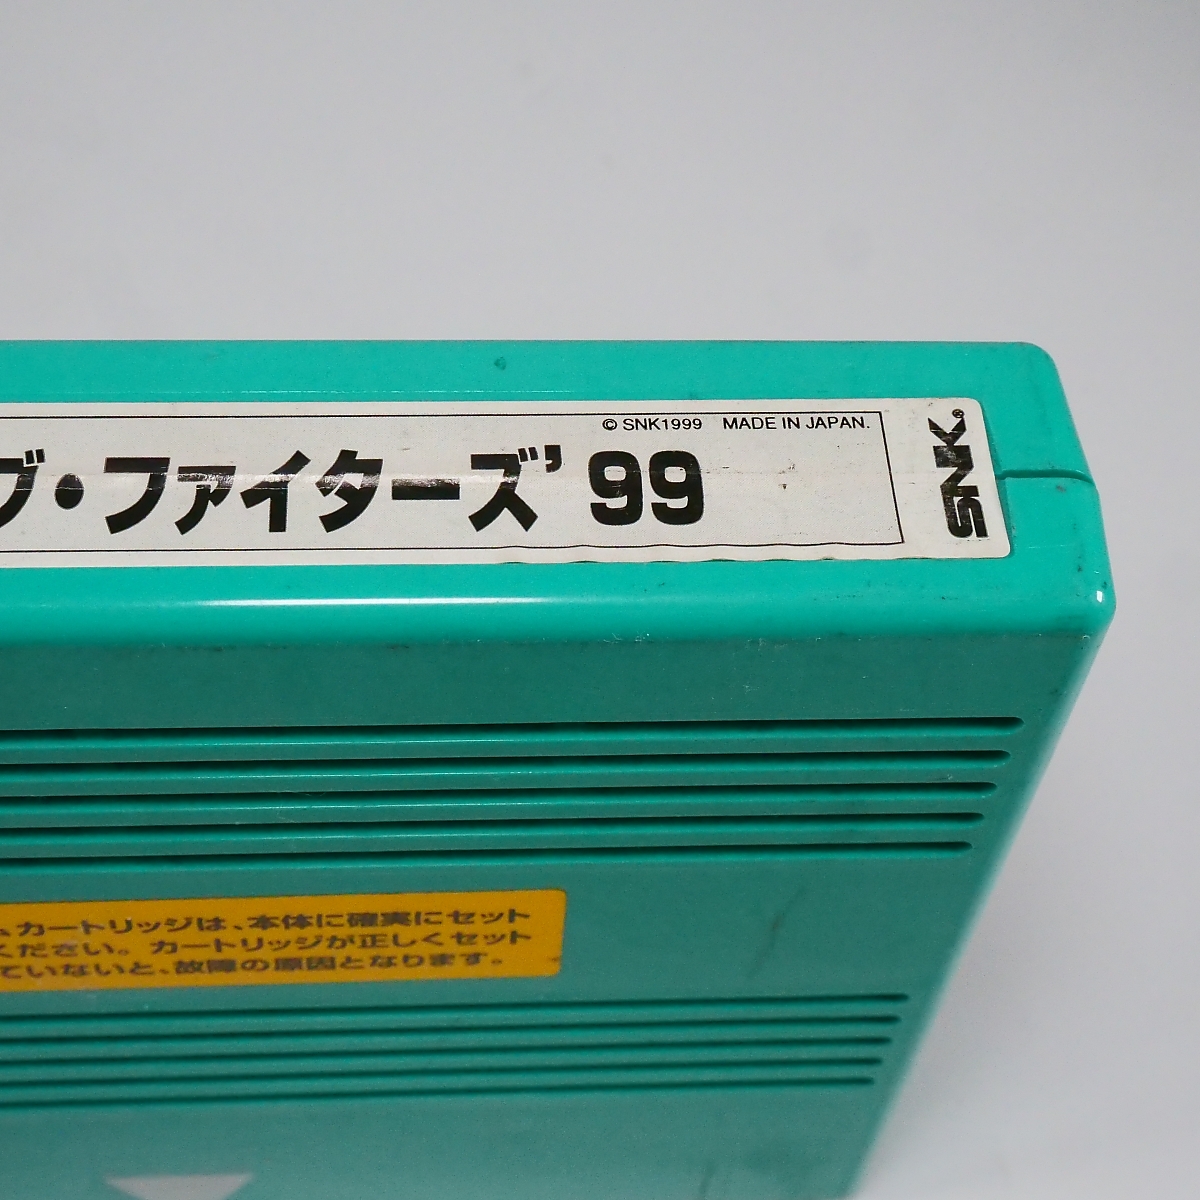 © SNK1999 MADE IN JAPAN.
ブ・ファイターズ’99
SNK®
ムカートリッジは、本体に確実にセット
ください。カートリッジが正しくセット
ていないと、故障の原因となります。